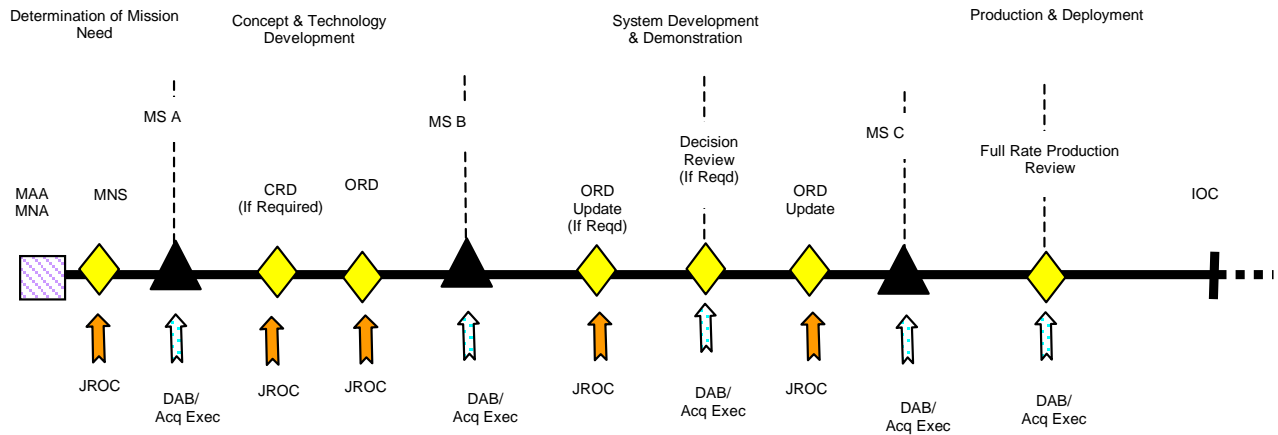 Determination of Mission
Need
Concept & Technology
Development
System Development
& Demonstration
Production & Deployment
MS A
MS B
MS C
Decision
Review
(If Reqd)
Full Rate Production
Review
MAA
MNA
MNS
CRD
(If Required)
ORD
ORD
Update
(If Reqd)
ORD
Update
IOC
JROC
DAB/
Acq Exec
JROC
JROC
DAB/
Acq Exec
JROC
DAB/
Acq Exec
JROC
DAB/
Acq Exec
DAB/
Acq Exec